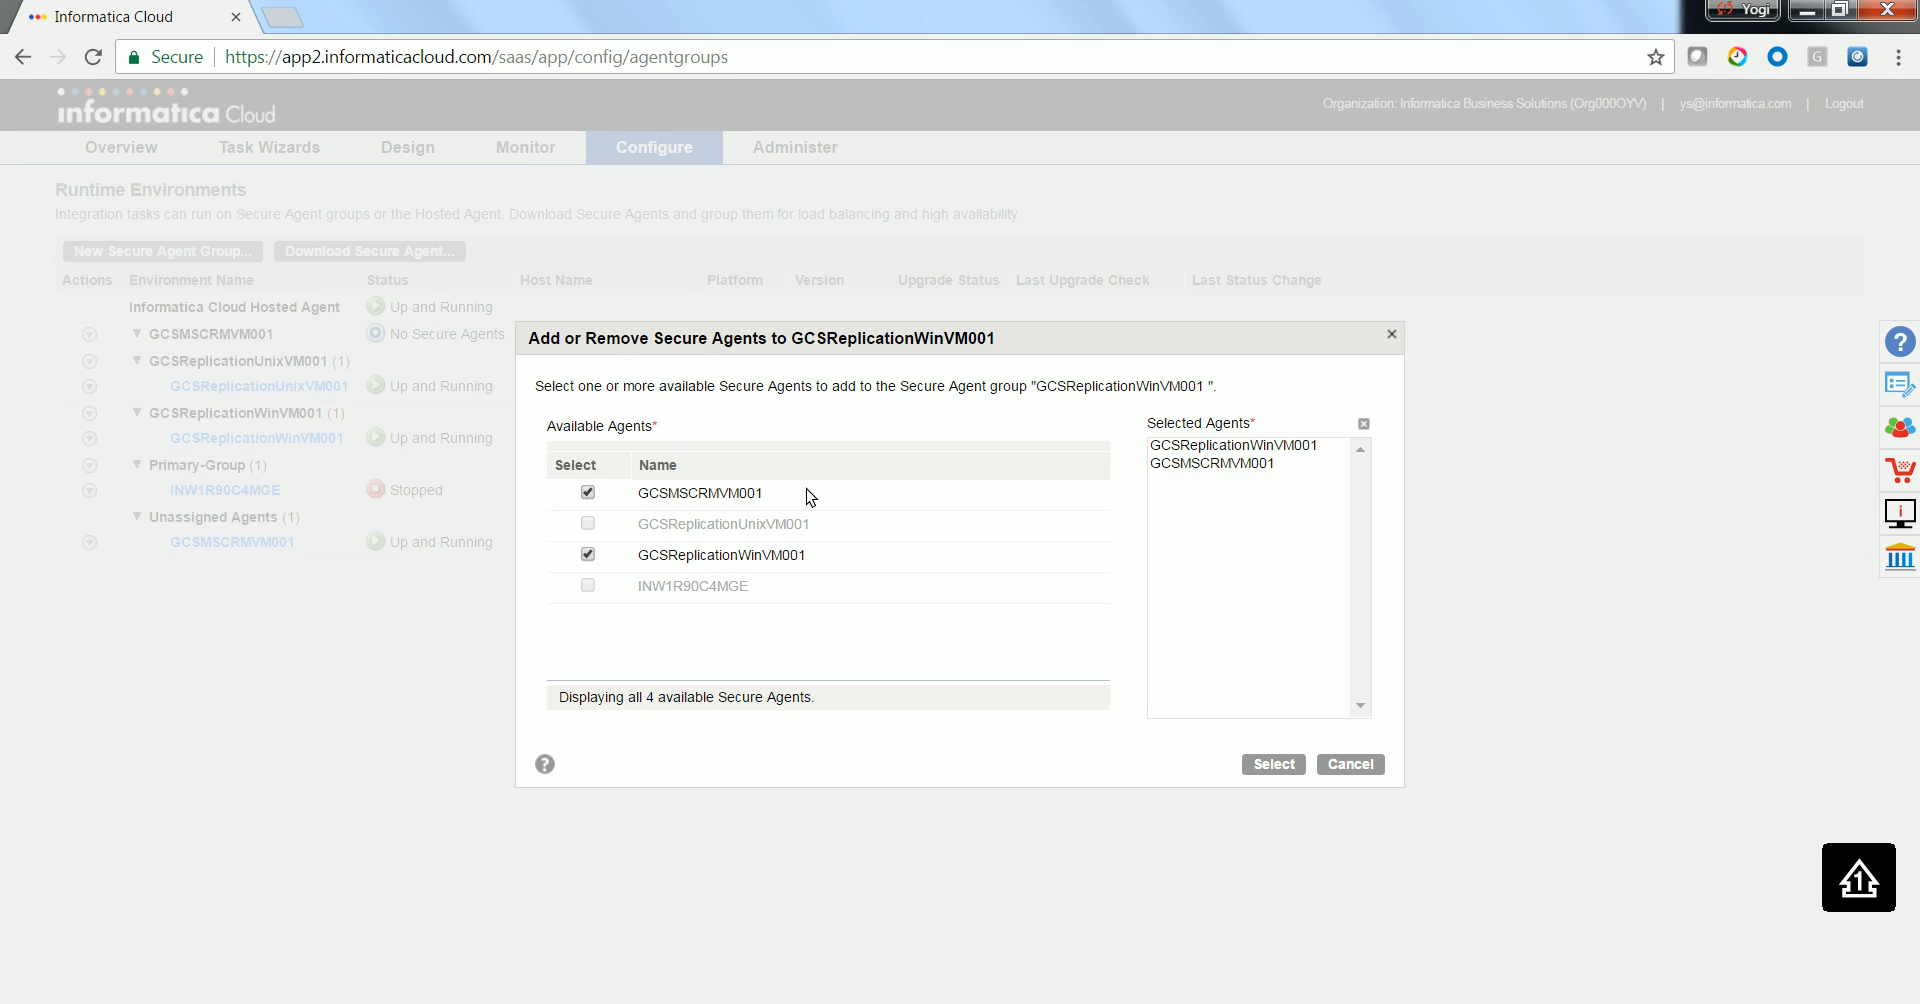 Informatica Cloud
Yogi
Secure
https://app2.informaticacloud.com/saas/app/config/agentgroups
G
informatica Cloud
Organization: Informatica Business Solutions (Org000OYV) | ys@informatica.com | Logout
Overview Task Wizards Design Monitor Configure Administer
Runtime Environments
Integration tasks can run on Secure Agent groups or the Hosted Agent. Download Secure Agents and group them for load balancing and high availability.
New Secure Agent Group... Download Secure Agent...
Actions Environment Name Status Host Name Platform Version Upgrade Status Last Upgrade Check Last Status Change
Informatica Cloud Hosted Agent Up and Running
GCSMSCRMVM001 No Secure Agents
GCSReplicationUnixVM001 (1)
GCSReplicationUnixVM001 Up and Running
GCSReplicationWinVM001 (1)
GCSReplicationWinVM001 Up and Running
Primary-Group (1)
INW1R90C4MGE Stopped
Unassigned Agents (1)
GCSMSCRMVM001 Up and Running
Add or Remove Secure Agents to GCSReplicationWinVM001
Select one or more available Secure Agents to add to the Secure Agent group "GCSReplicationWinVM001 ".
Available Agents*
Select Name
GCSMSCRMVM001
GCSReplicationUnixVM001
GCSReplicationWinVM001
INW1R90C4MGE
Displaying all 4 available Secure Agents.
Selected Agents*
GCSReplicationWinVM001
GCSMSCRMVM001
?
Select Cancel
?
i
1